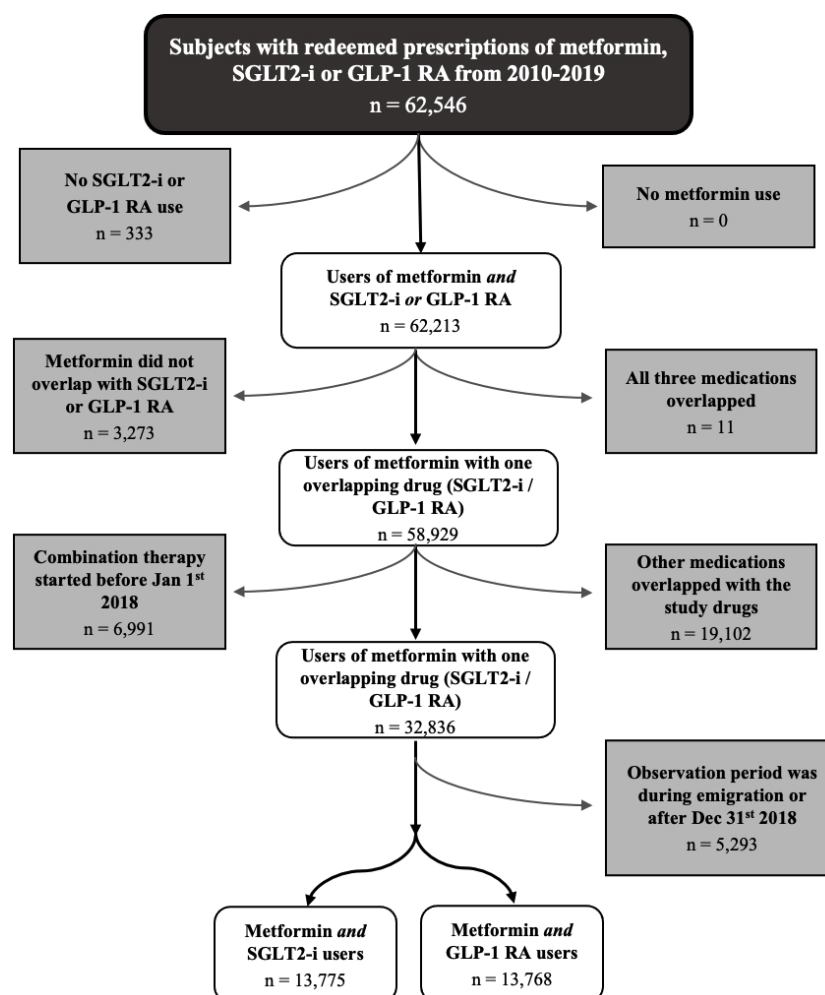 Subjects with redeemed prescriptions of metformin,
SGLT2-i or GLP-1 RA from 2010-2019
n = 62,546
No SGLT2-i or
GLP-1 RA use
n = 333
No metformin use
n = 0
Users of metformin and
SGLT2-i or GLP-1 RA
n = 62,213
Metformin did not
overlap with SGLT2-i
or GLP-1 RA
n = 3,273
All three medications
overlapped
n = 11
Users of metformin with one
overlapping drug (SGLT2-i /
GLP-1 RA)
n = 58,929
Combination therapy
started before Jan 1st
2018
n = 6,991
Other medications
overlapped with the
study drugs
n = 19,102
Users of metformin with one
overlapping drug (SGLT2-i /
GLP-1 RA)
n = 32,836
Observation period was
during emigration or
after Dec 31st 2018
n = 5,293
Metformin and
SGLT2-i users
n = 13,775
Metformin and
GLP-1 RA users
n = 13,768